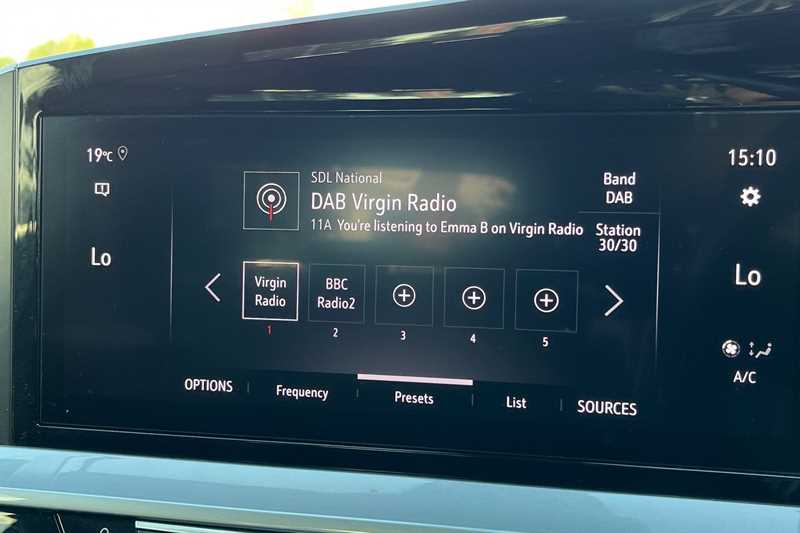 19°C
Lo
SDL National
DAB Virgin Radio
11A You're listening to Emma B on Virgin Radio
Band
DAB
Station
30/30
15:10
Lo
A/C
Virgin
Radio
1
BBC
Radio2
2
3
4
5
OPTIONS
Frequency
Presets
List
SOURCES